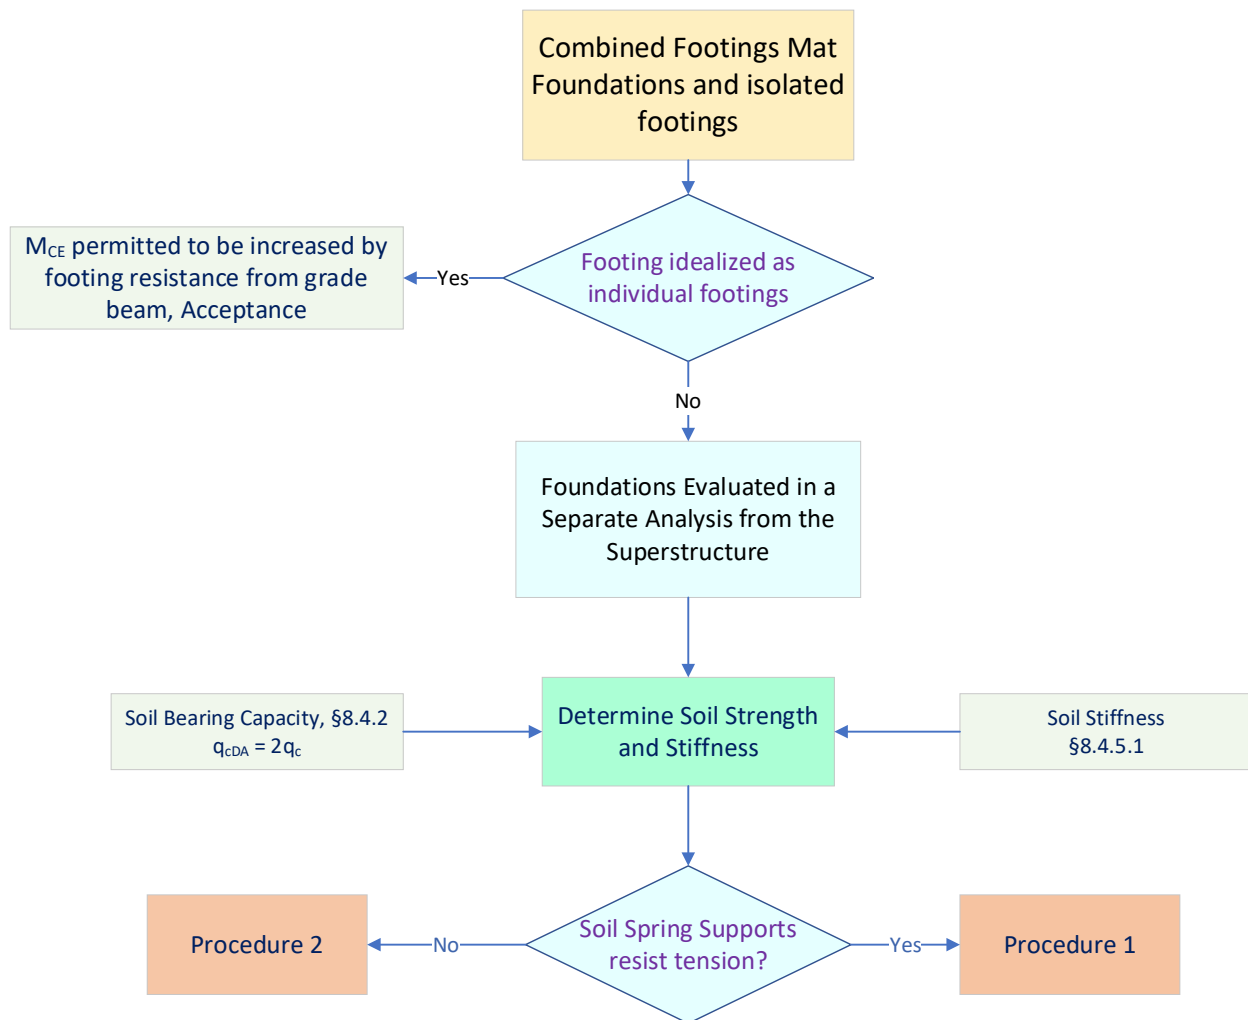 Combined Footings Mat
Foundations and isolated
footings
M_CE permitted to be increased by
footing resistance from grade
beam, Acceptance
Yes
Footing idealized as
individual footings
No
Foundations Evaluated in a
Separate Analysis from the
Superstructure
Soil Bearing Capacity, §8.4.2
q_cDA = 2q_c
Determine Soil Strength
and Stiffness
Soil Stiffness
§8.4.5.1
Procedure 2
No
Soil Spring Supports
resist tension?
Yes
Procedure 1